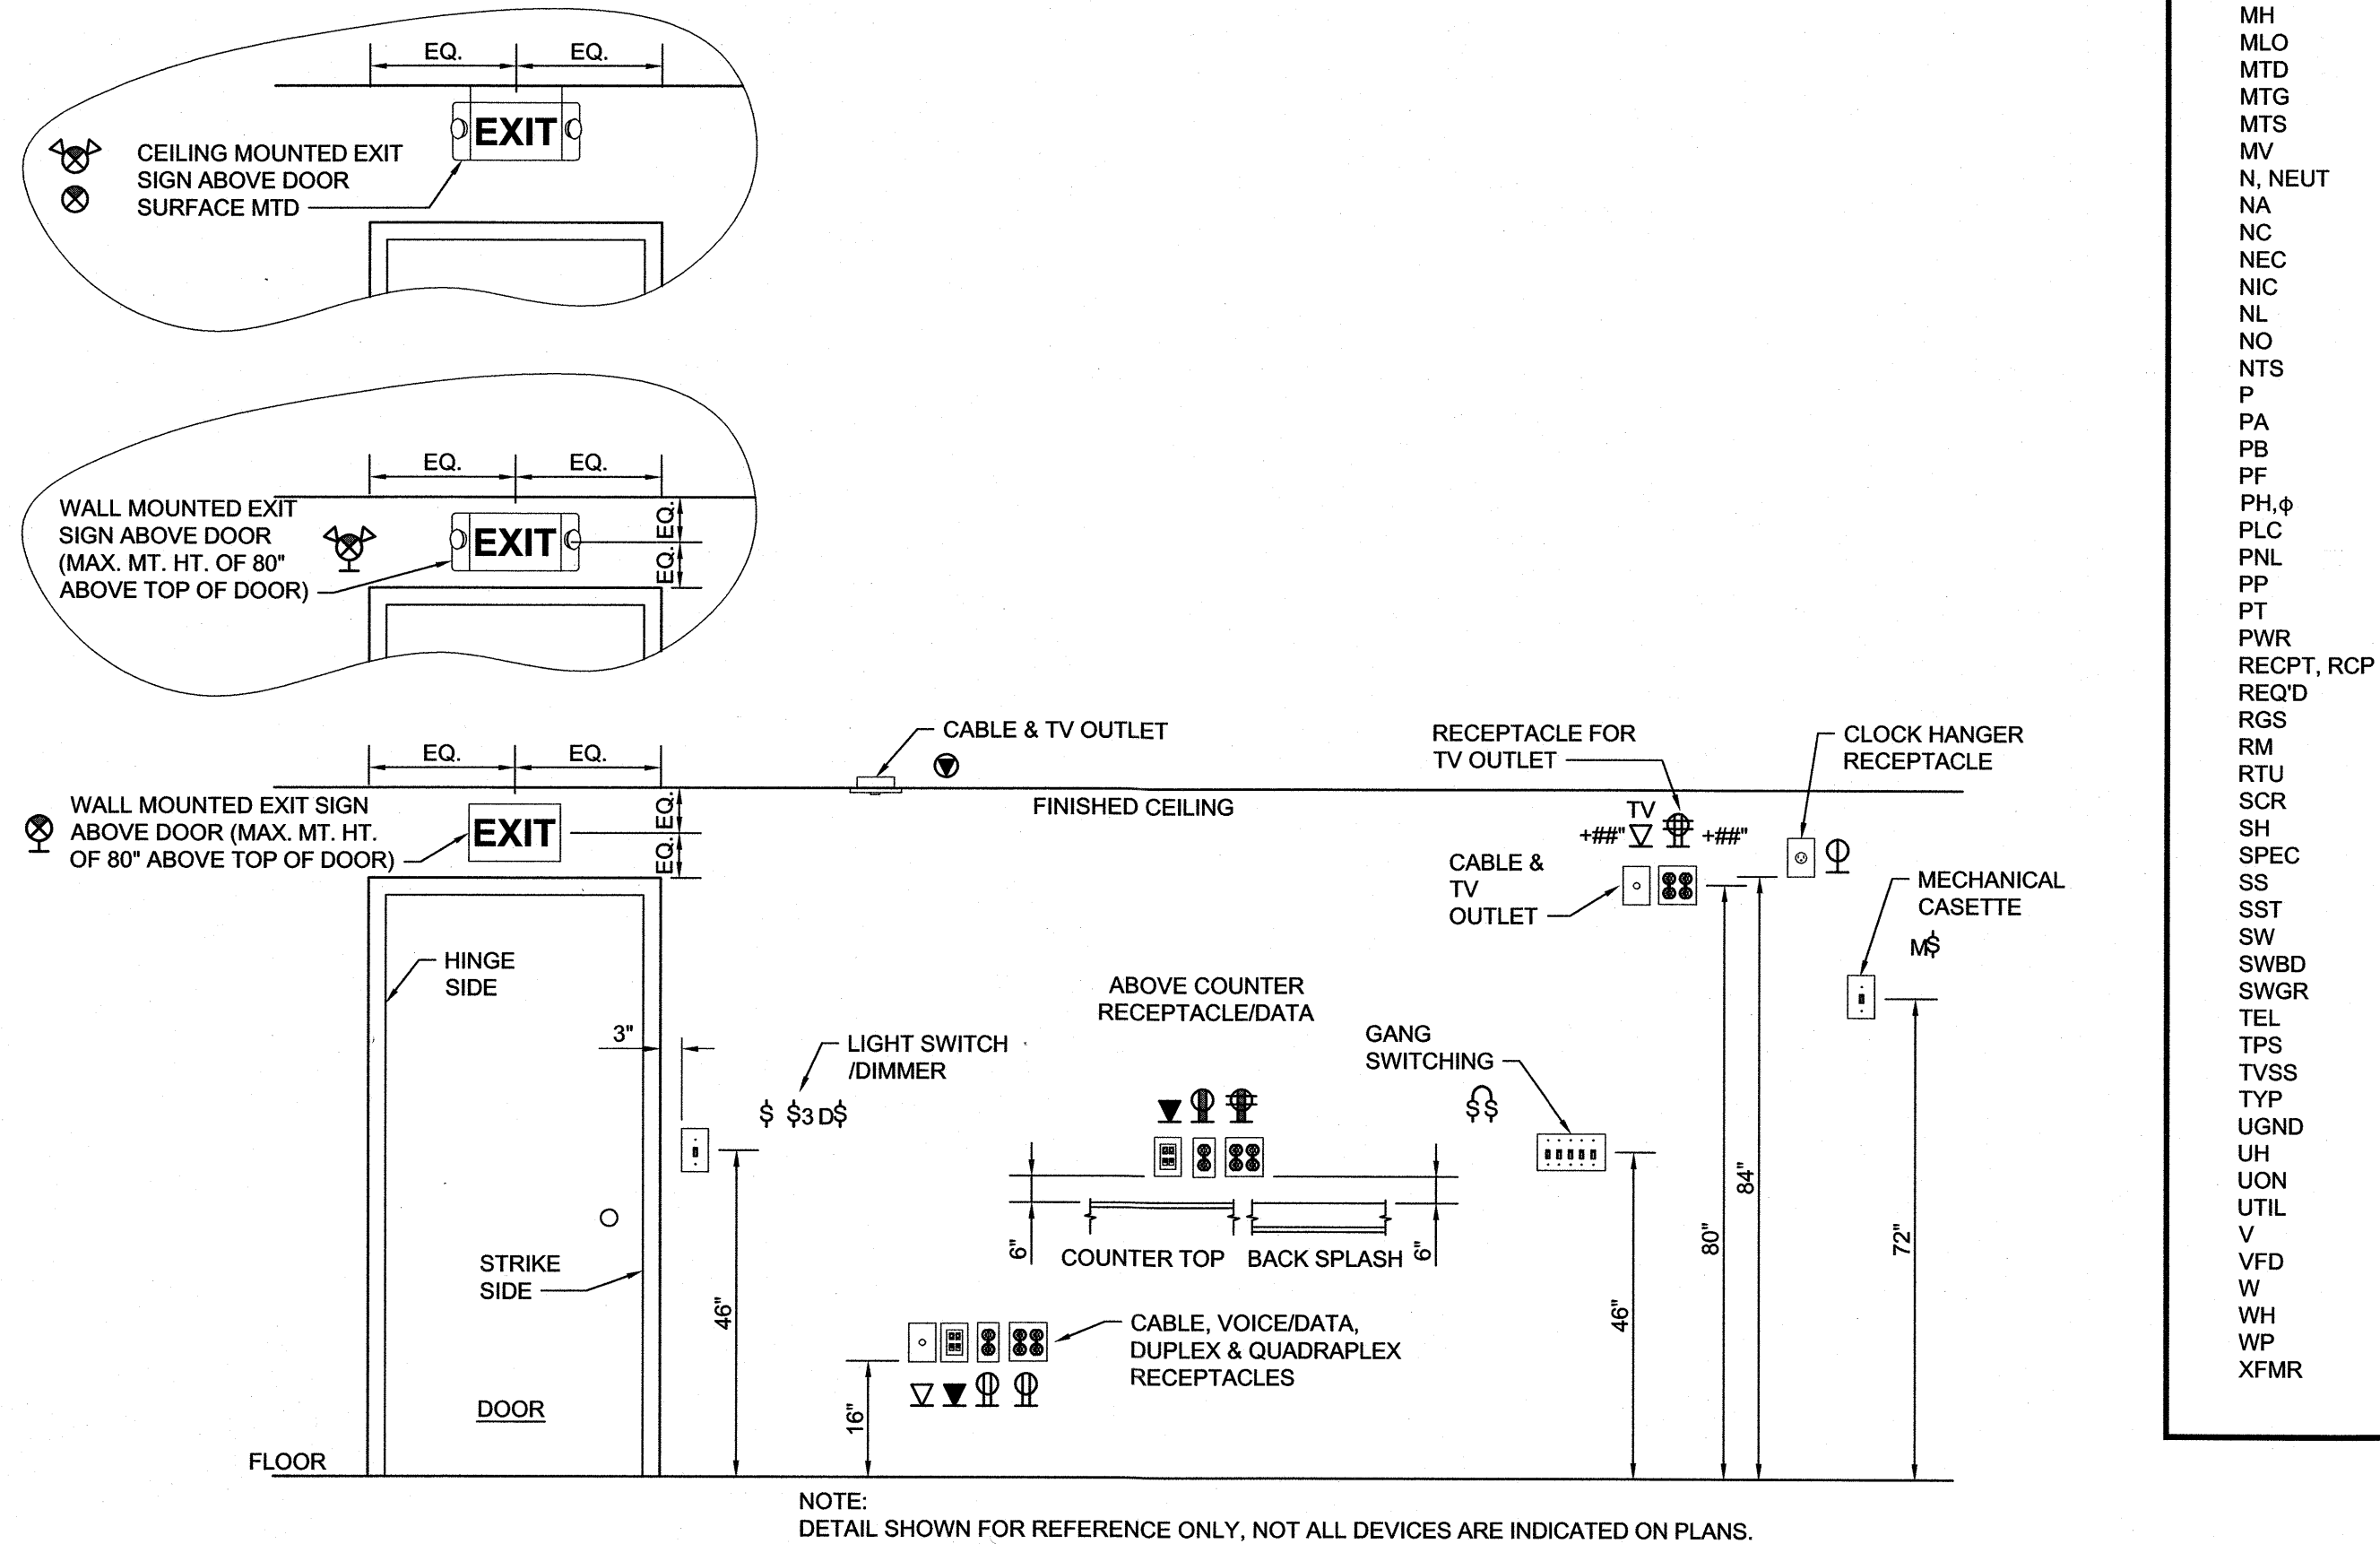 EQ.
EQ.
EXIT
CEILING MOUNTED EXIT
SIGN ABOVE DOOR
SURFACE MTD
EQ.
EQ.
WALL MOUNTED EXIT
SIGN ABOVE DOOR
(MAX. MT. HT. OF 80"
ABOVE TOP OF DOOR)
EXIT
EQ.
EQ.
EQ.
EQ.
WALL MOUNTED EXIT SIGN
ABOVE DOOR (MAX. MT. HT.
OF 80" ABOVE TOP OF DOOR)
EXIT
EQ.
EQ.
CABLE & TV OUTLET
FINISHED CEILING
RECEPTACLE FOR
TV OUTLET
CLOCK HANGER
RECEPTACLE
TV
+##"
+##"
CABLE &
TV
OUTLET
MECHANICAL
CASETTE
M$
HINGE
SIDE
3"
LIGHT SWITCH
/DIMMER
$ $3 D$
ABOVE COUNTER
RECEPTACLE/DATA
GANG
SWITCHING
$ $
6"
COUNTER TOP
BACK SPLASH
6"
STRIKE
SIDE
46"
46"
80"
84"
72"
CABLE, VOICE/DATA,
DUPLEX & QUADRAPLEX
RECEPTACLES
16"
DOOR
FLOOR
NOTE:
DETAIL SHOWN FOR REFERENCE ONLY, NOT ALL DEVICES ARE INDICATED ON PLANS.
MH
MLO
MTD
MTG
MTS
MV
N, NEUT
NA
NC
NEC
NIC
NL
NO
NTS
P
PA
PB
PF
PH,ϕ
PLC
PNL
PP
PT
PWR
RECPT, RCP
REQ'D
RGS
RM
RTU
SCR
SH
SPEC
SS
SST
SW
SWBD
SWGR
TEL
TPS
TVSS
TYP
UGND
UH
UON
UTIL
V
VFD
W
WH
WP
XFMR